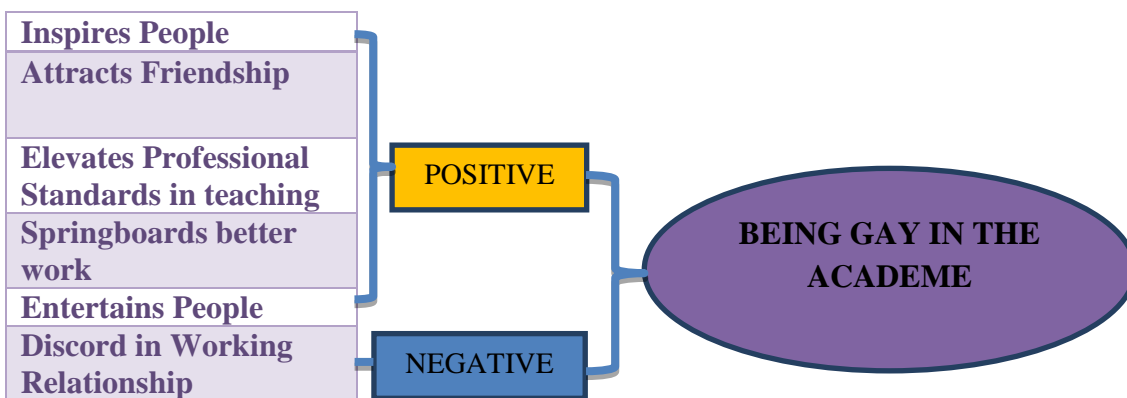 Inspires People
Attracts Friendship
Elevates Professional
Standards in teaching
Springboards better
work
Entertains People
Discord in Working
Relationship
POSITIVE
NEGATIVE
BEING GAY IN THE
ACADEME